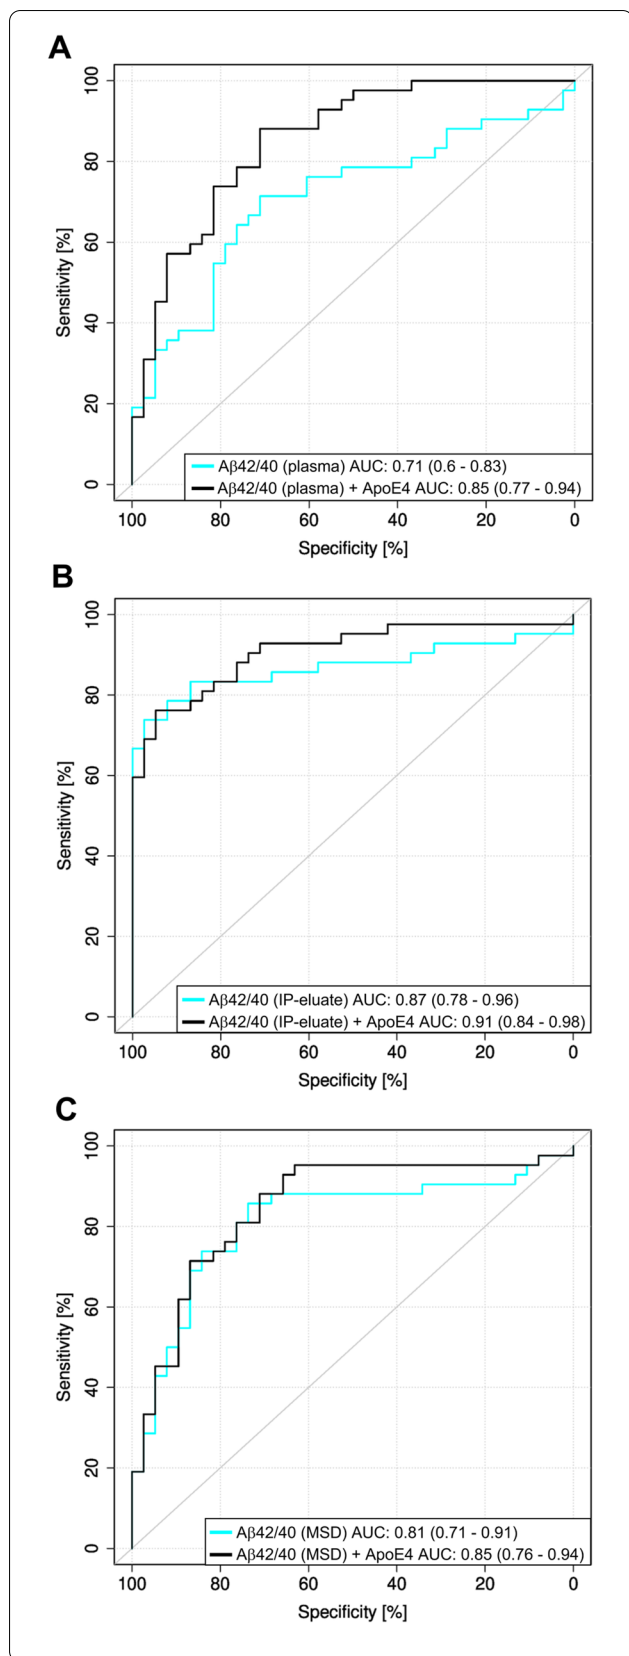 A
Sensitivity [%]
100
80
60
40
20
0
Aβ42/40 (plasma) AUC: 0.71 (0.6 - 0.83)
Aβ42/40 (plasma) + ApoE4 AUC: 0.85 (0.77 - 0.94)
100 80 60 40 20 0
Specificity [%]
B
Sensitivity [%]
100
80
60
40
20
0
Aβ42/40 (IP-eluate) AUC: 0.87 (0.78 - 0.96)
Aβ42/40 (IP-eluate) + ApoE4 AUC: 0.91 (0.84 - 0.98)
100 80 60 40 20 0
Specificity [%]
C
Sensitivity [%]
100
80
60
40
20
0
Aβ42/40 (MSD) AUC: 0.81 (0.71 - 0.91)
Aβ42/40 (MSD) + ApoE4 AUC: 0.85 (0.76 - 0.94)
100 80 60 40 20 0
Specificity [%]